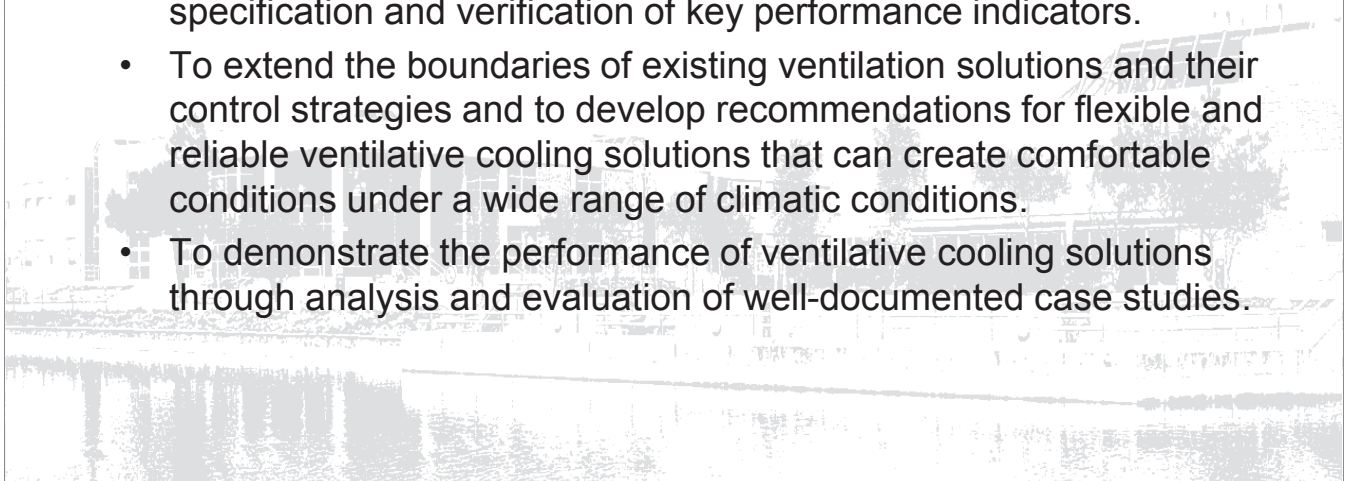 specification and verification of key performance indicators.
• To extend the boundaries of existing ventilation solutions and their
control strategies and to develop recommendations for flexible and
reliable ventilative cooling solutions that can create comfortable
conditions under a wide range of climatic conditions.
• To demonstrate the performance of ventilative cooling solutions
through analysis and evaluation of well-documented case studies.